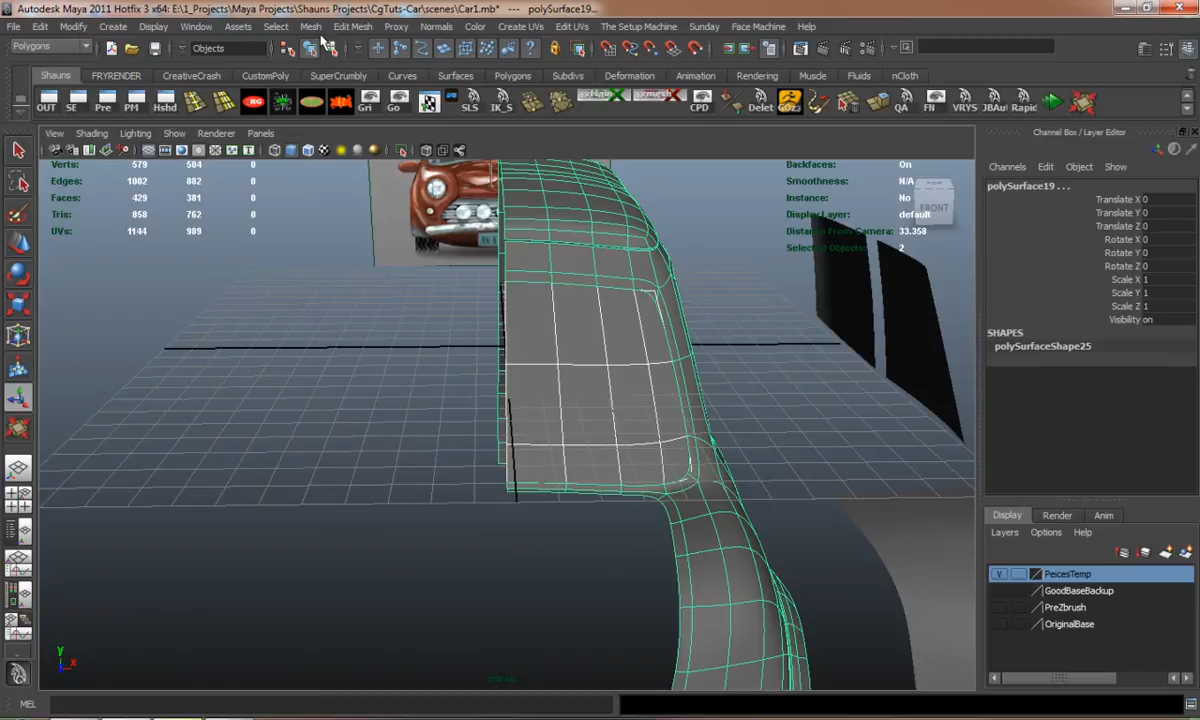 Autodesk Maya 2011 Hotfix 3 x64: E:\1_Projects\Maya Projects\Shauns Projects\CgTuts-Car\scenes\Car1.mb* --- polySurface19...
File Edit Modify Create Display Window Assets Select Mesh Edit Mesh Proxy Normals Color Create UVs Edit UVs The Setup Machine Sunday Face Machine Help
Polygons Objects
Shauns FRYRENDER CreativeCrash CustomPoly SuperCrumbly Curves Surfaces Polygons Subdivs Deformation Animation Rendering Muscle Fluids nCloth
OUT SE Pre PM Hshd Gri Go SLS IK_S CPD Delet GOz QA FN VRYS JBAut Rapic
Channel Box / Layer Editor
View Shading Lighting Show Renderer Panels
Channels Edit Object Show
Verts: 579 504 0
Edges: 1002 882 0
Faces: 429 381 0
Tris: 858 762 0
UVs: 1144 989 0
Backfaces: On
Smoothness: N/A
Instance: No
DisplayLayer: default
Distance From Camera: 33.358
Selected Objects: 2
FRONT
polySurface19 . . .
Translate X 0
Translate Y 0
Translate Z 0
Rotate X 0
Rotate Y 0
Rotate Z 0
Scale X 1
Scale Y 1
Scale Z 1
Visibility on
SHAPES
polySurfaceShape25
Display Render Anim
Layers Options Help
V PeicesTemp
GoodBaseBackup
PreZbrush
OriginalBase
y
x
persp
MEL